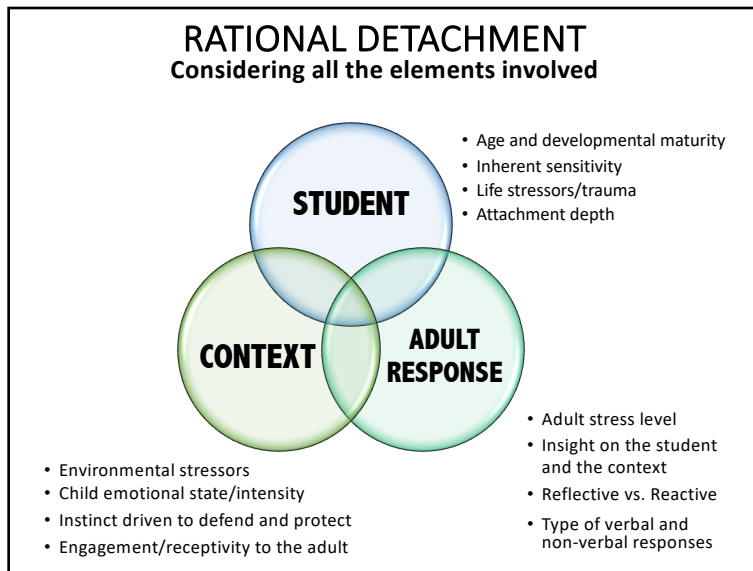 RATIONAL DETACHMENT
Considering all the elements involved
STUDENT
• Age and developmental maturity
• Inherent sensitivity
• Life stressors/trauma
• Attachment depth
CONTEXT
• Environmental stressors
• Child emotional state/intensity
• Instinct driven to defend and protect
• Engagement/receptivity to the adult
ADULT
RESPONSE
• Adult stress level
• Insight on the student
and the context
• Reflective vs. Reactive
• Type of verbal and
non-verbal responses